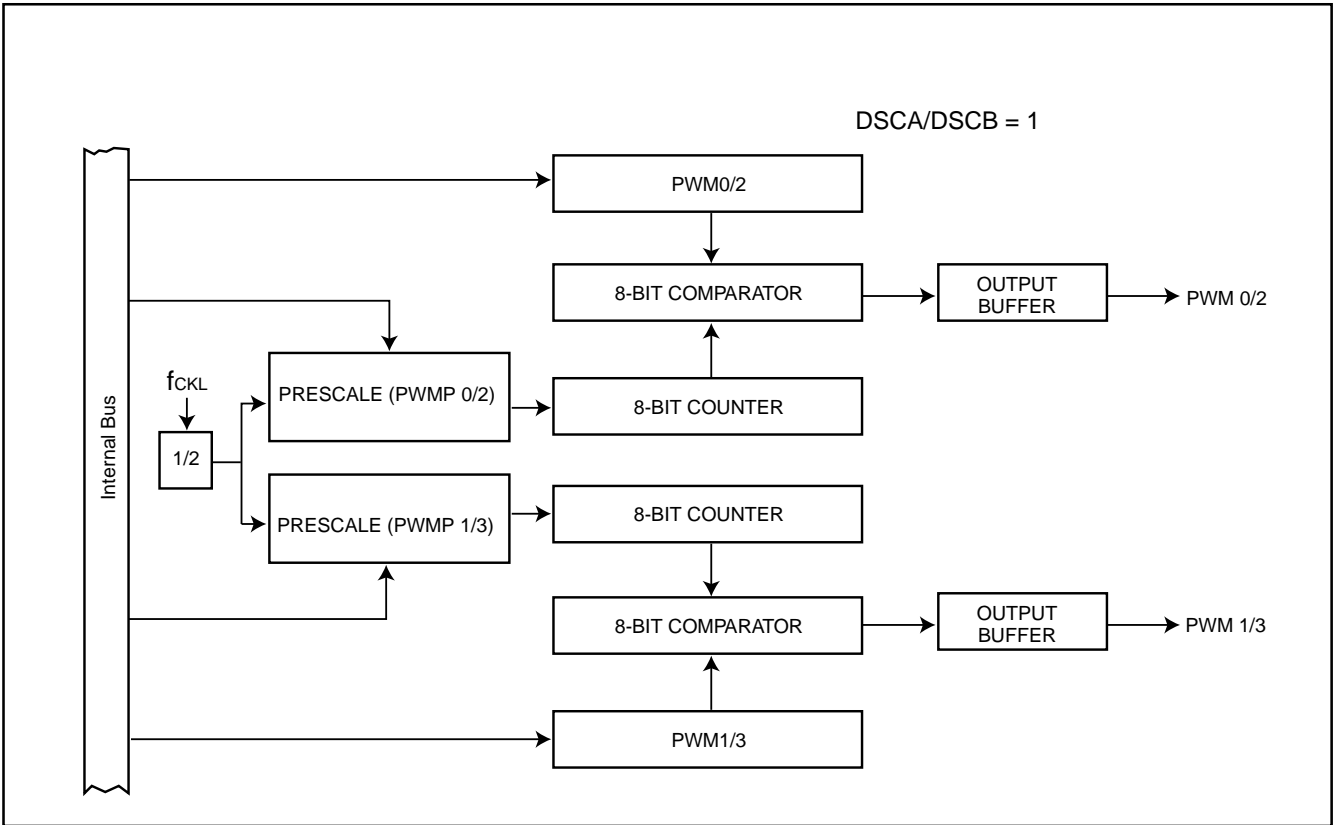 DSCA/DSCB = 1
PWM0/2
8-BIT COMPARATOR
OUTPUT
BUFFER
PWM 0/2
fCKL
PRESCALE (PWMP 0/2)
8-BIT COUNTER
Internal Bus
1/2
PRESCALE (PWMP 1/3)
8-BIT COUNTER
8-BIT COMPARATOR
OUTPUT
BUFFER
PWM 1/3
PWM1/3